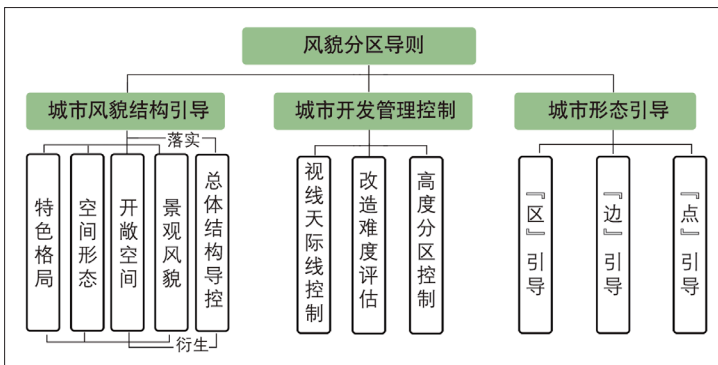 风貌分区导则
城市风貌结构引导
城市开发管理控制
城市形态引导
落实
特色格局
空间形态
开敞空间
景观风貌
总体结构导控
视线天际线控制
改造难度评估
高度分区控制
『区』引导
『边』引导
『点』引导
衍生